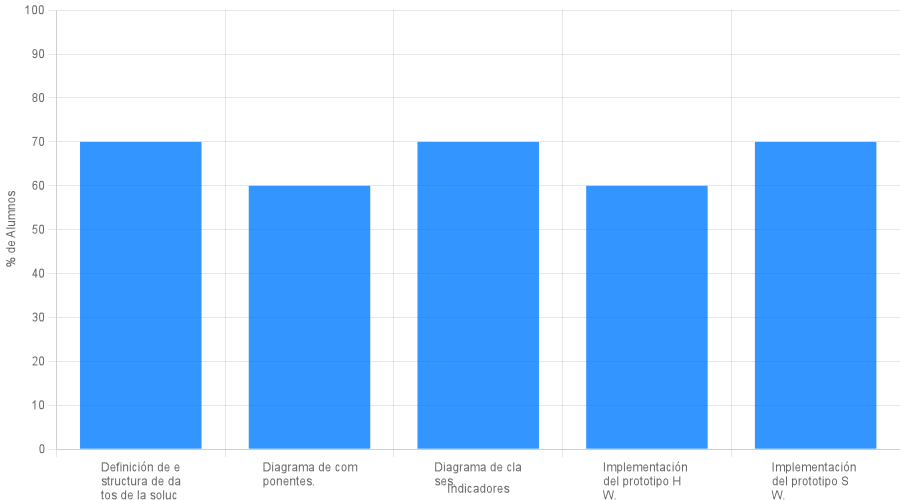 100
90
80
70
60
50
40
30
20
10
0
% de Alumnos
Definición de e
structura de da
tos de la soluc
Diagrama de com
ponentes.
Diagrama de cla
ses.
Implementación
del prototipo H
W.
Implementación
del prototipo S
W.
Indicadores